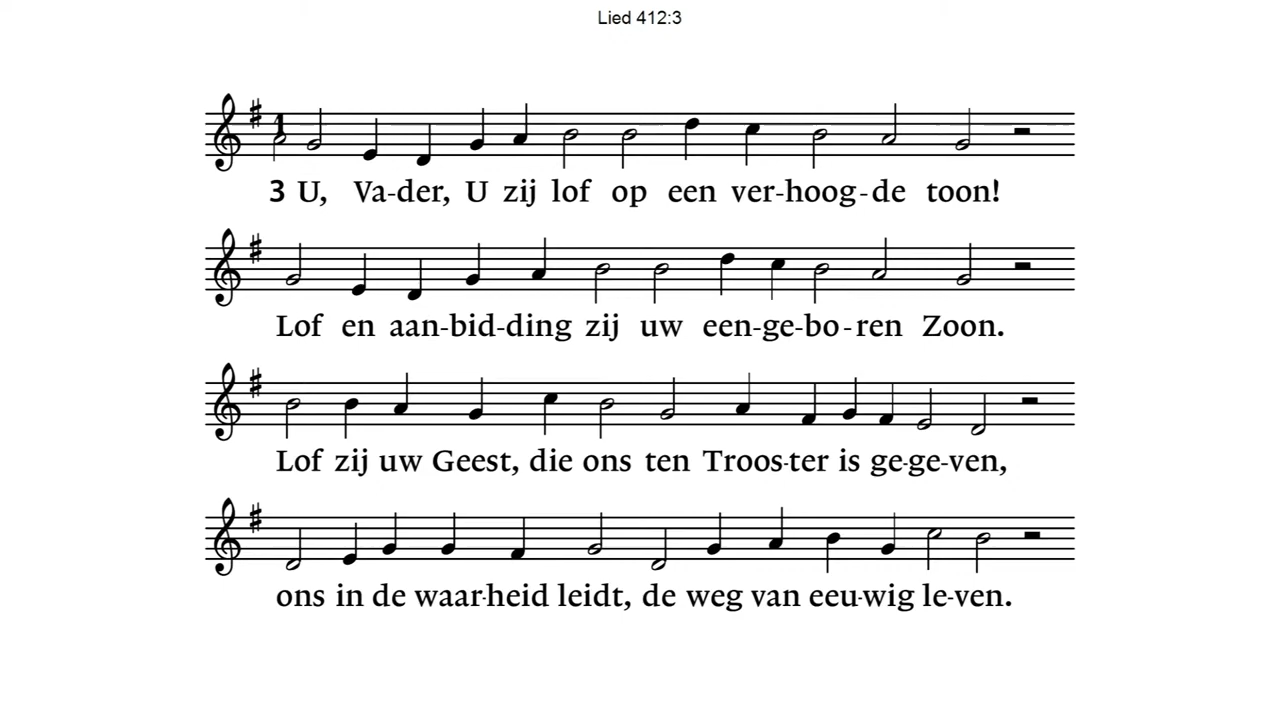 Lied 412:3
1
3 U, Va-der, U zij lof op een ver-hoog-de toon!
Lof en aan-bid-ding zij uw een-ge-bo-ren Zoon.
Lof zij uw Geest, die ons ten Troos-ter is ge-ge-ven,
ons in de waar-heid leidt, de weg van eeu-wig le-ven.